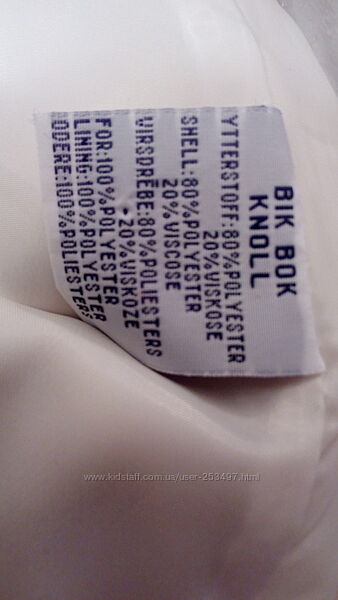 BIK BOK
KNOLL
YTTERSTOFF:80%POLYESTER
20%VISKOSE
SHELL:80%POLYESTER
20%VISCOSE
VIRSDRĒBE:80%POLIESTERS
20%VISKOZE
FOR:100%POLYESTER
LINING:100%POLYESTER
ODERE:100%POLIESTERS
www.kidstaff.com.ua/user-253497.html